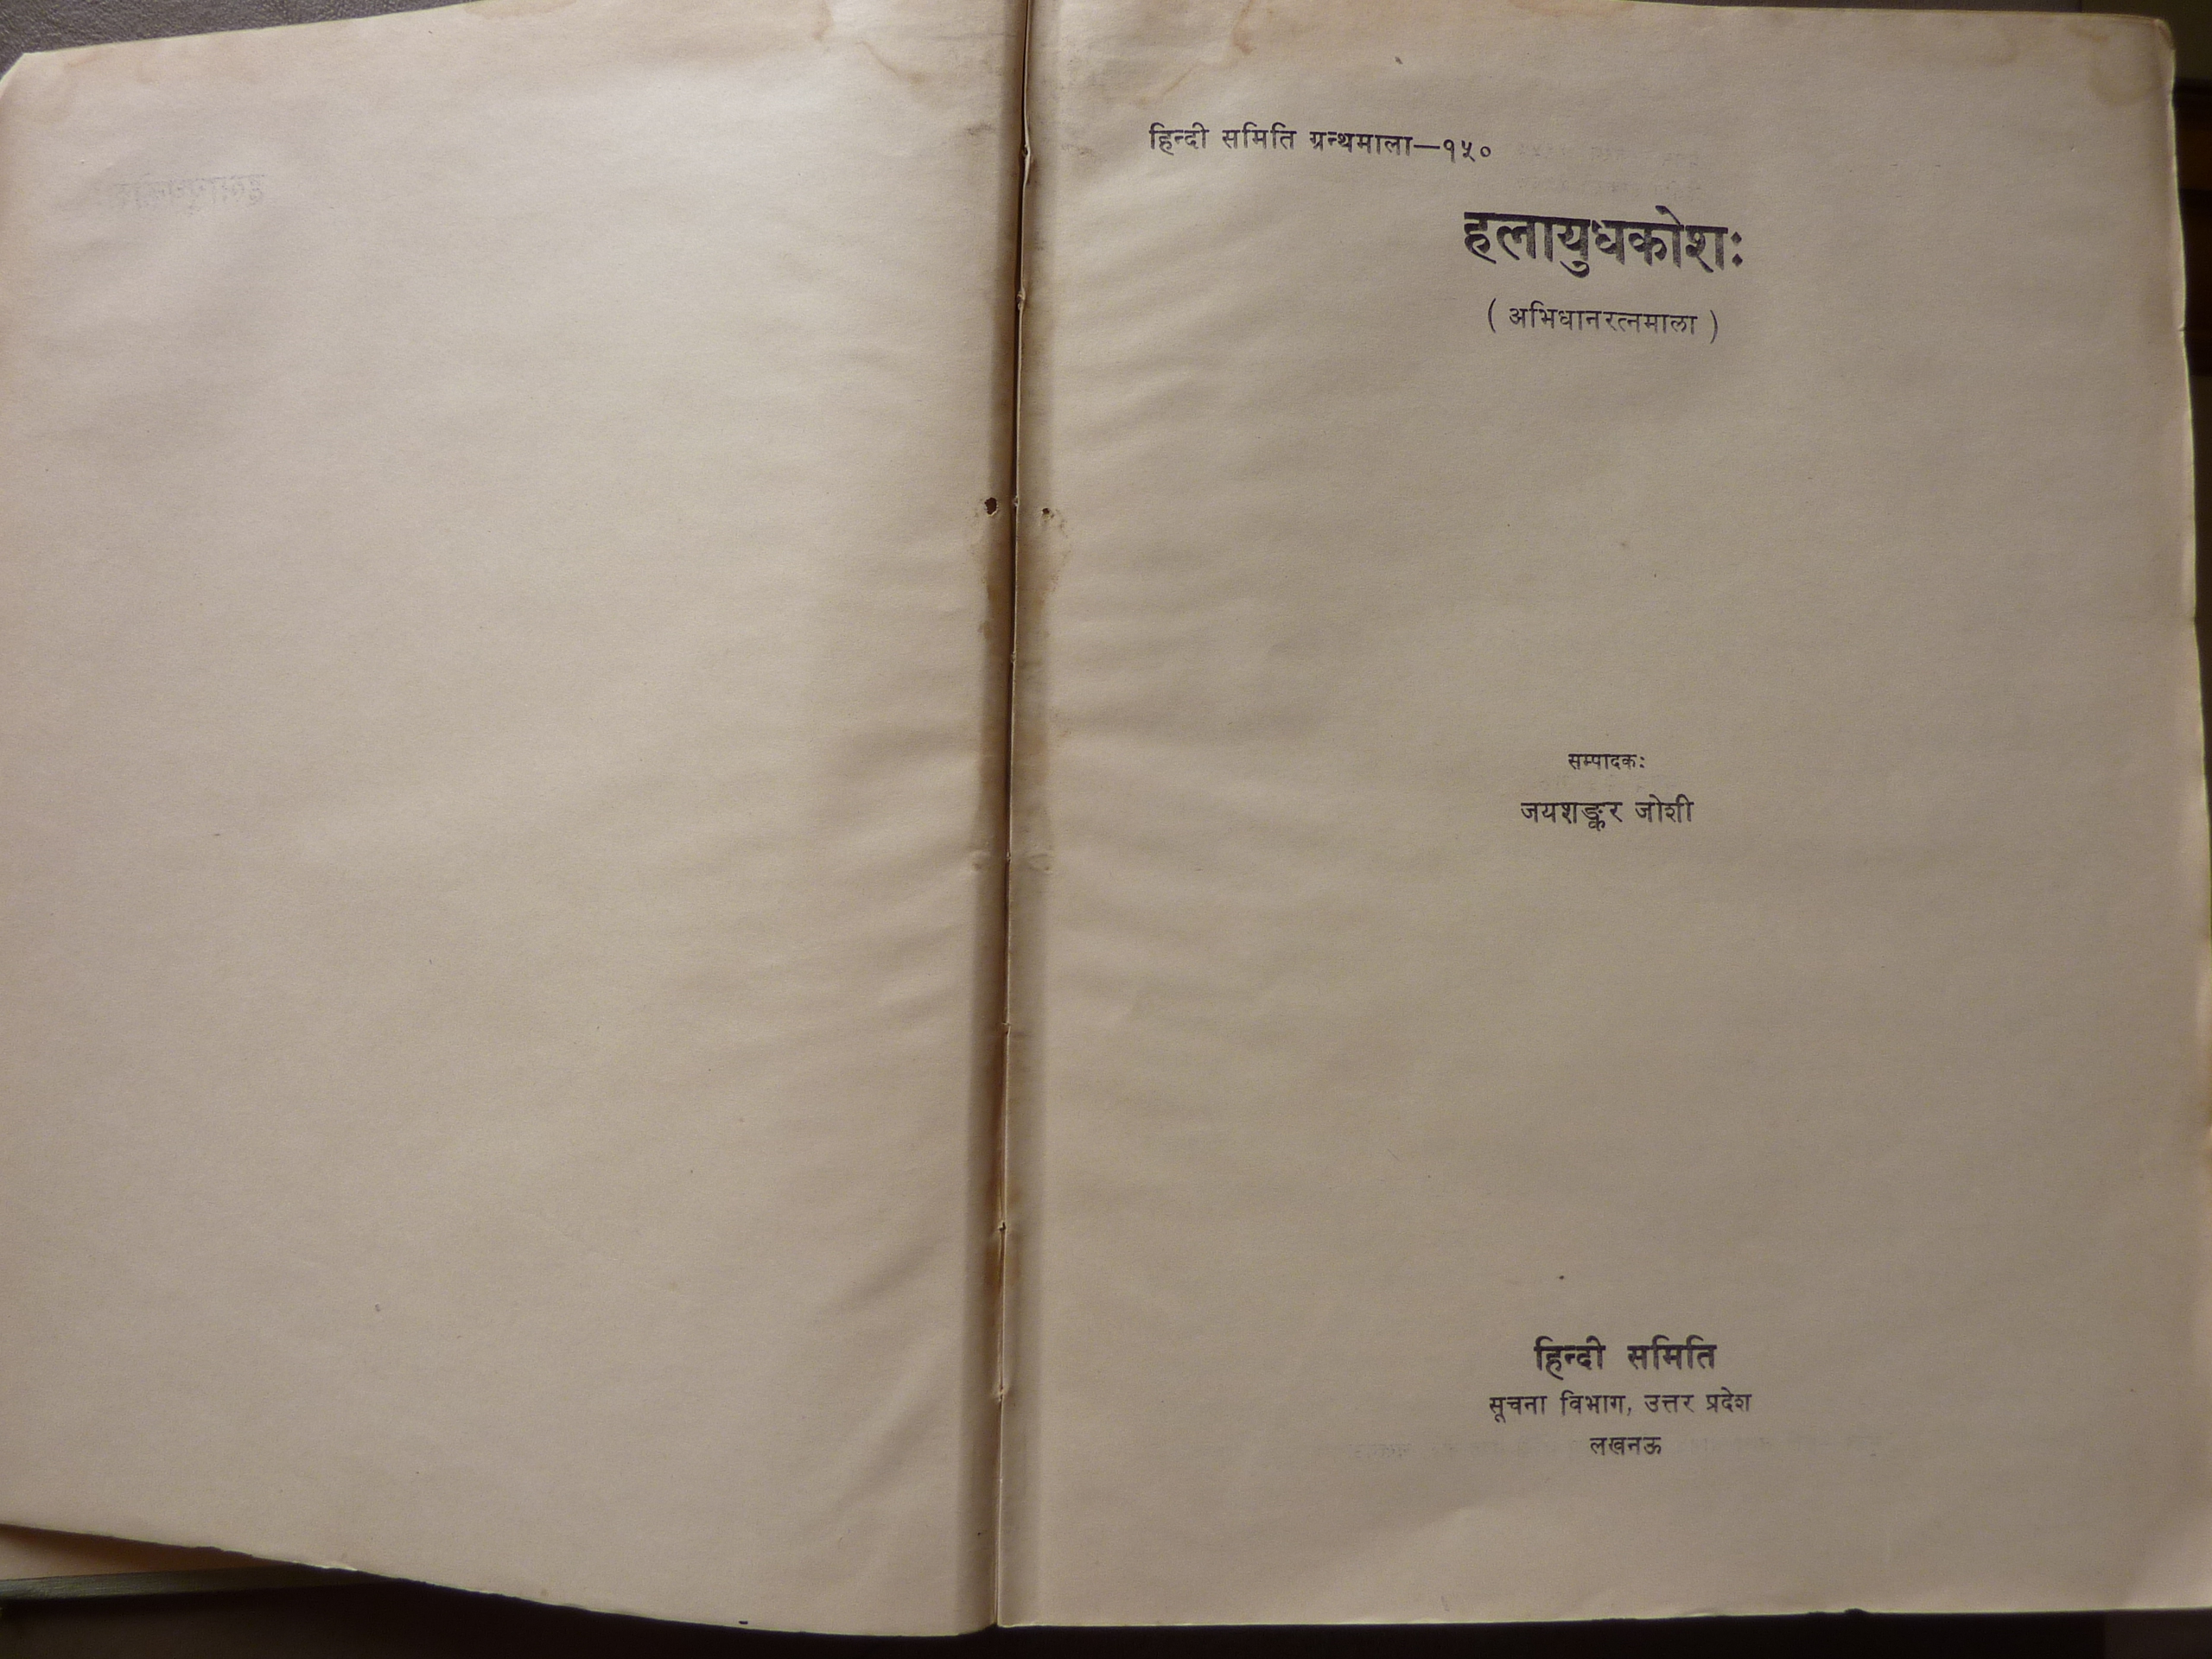 हिन्दी समिति ग्रन्थमाला—१५०
हलायुधकोशः
( अभिधानरत्नमाला )
सम्पादकः
जयशङ्कर जोशी
हिन्दी समिति
सूचना विभाग, उत्तर प्रदेश
लखनऊ